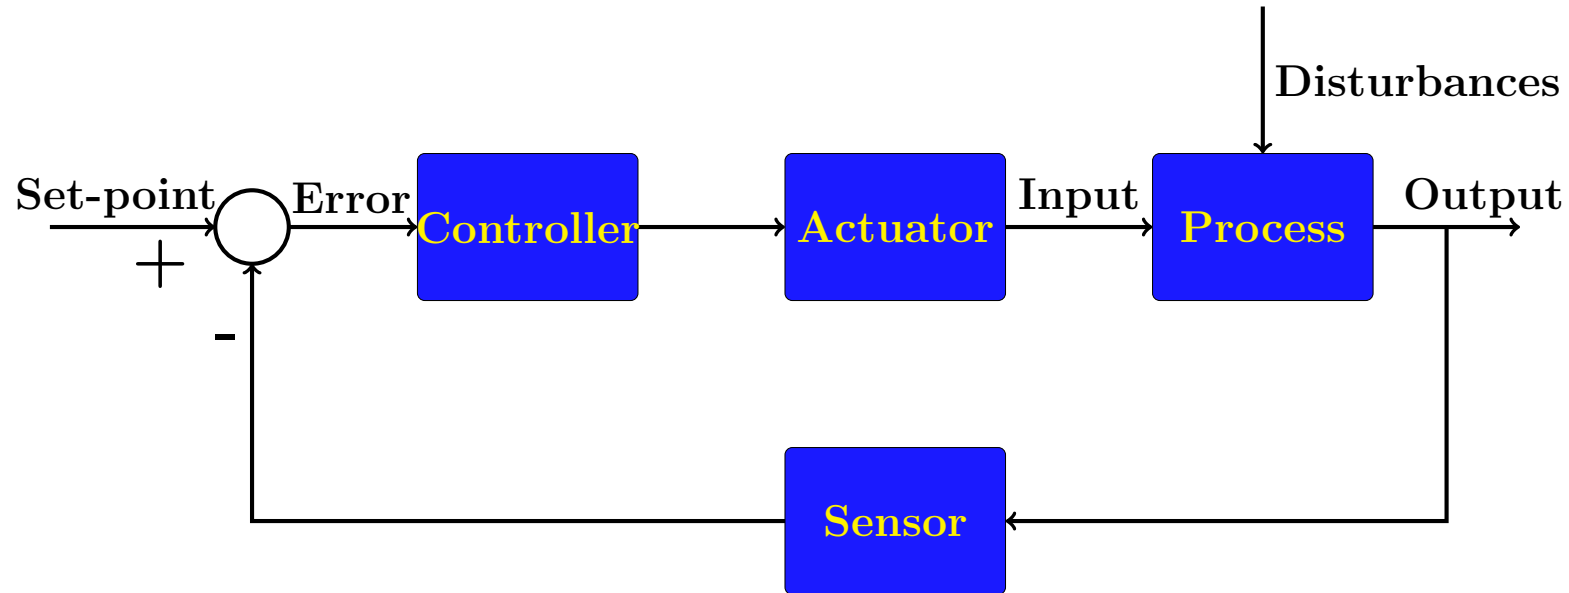 Disturbances
Set-point
Error
Controller
Actuator
Input
Process
Output
+
-
Sensor